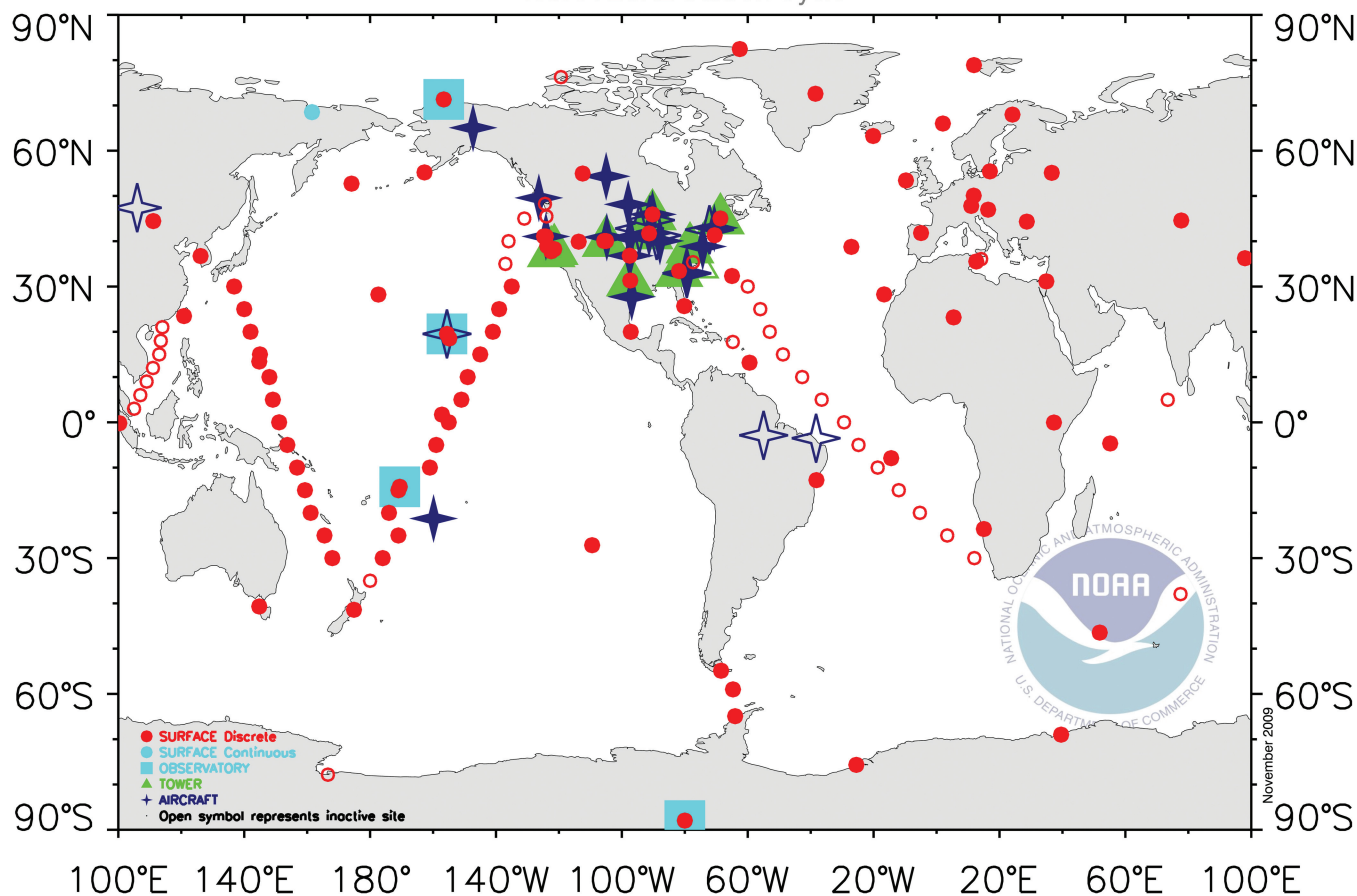 90°N 90°N
60°N 60°N
30°N 30°N
0° 0°
30°S 30°S
60°S 60°S
90°S 90°S
NATIONAL OCEANIC AND ATMOSPHERIC ADMINISTRATION
NOAA
U.S. DEPARTMENT OF COMMERCE
SURFACE Discrete
SURFACE Continuous
OBSERVATORY
TOWER
AIRCRAFT
Open symbol represents inactive site
November 2009
100°E 140°E 180° 140°W 100°W 60°W 20°W 20°E 60°E 100°E